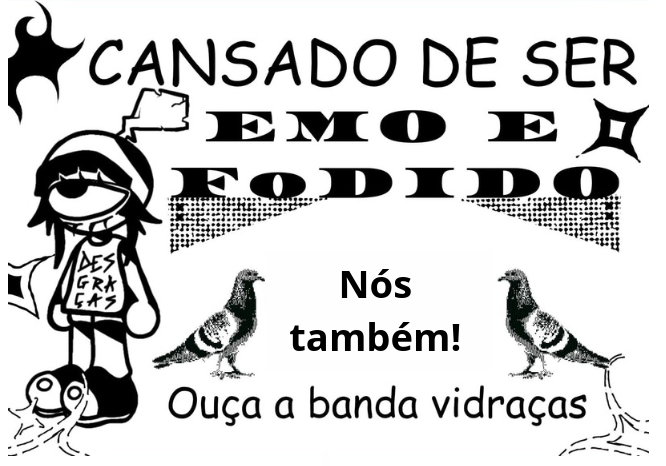 CANSADO DE SER
EMO E
FoDIDO
DES
GRA
ÇAS
Nós
também!
Ouça a banda vidraças